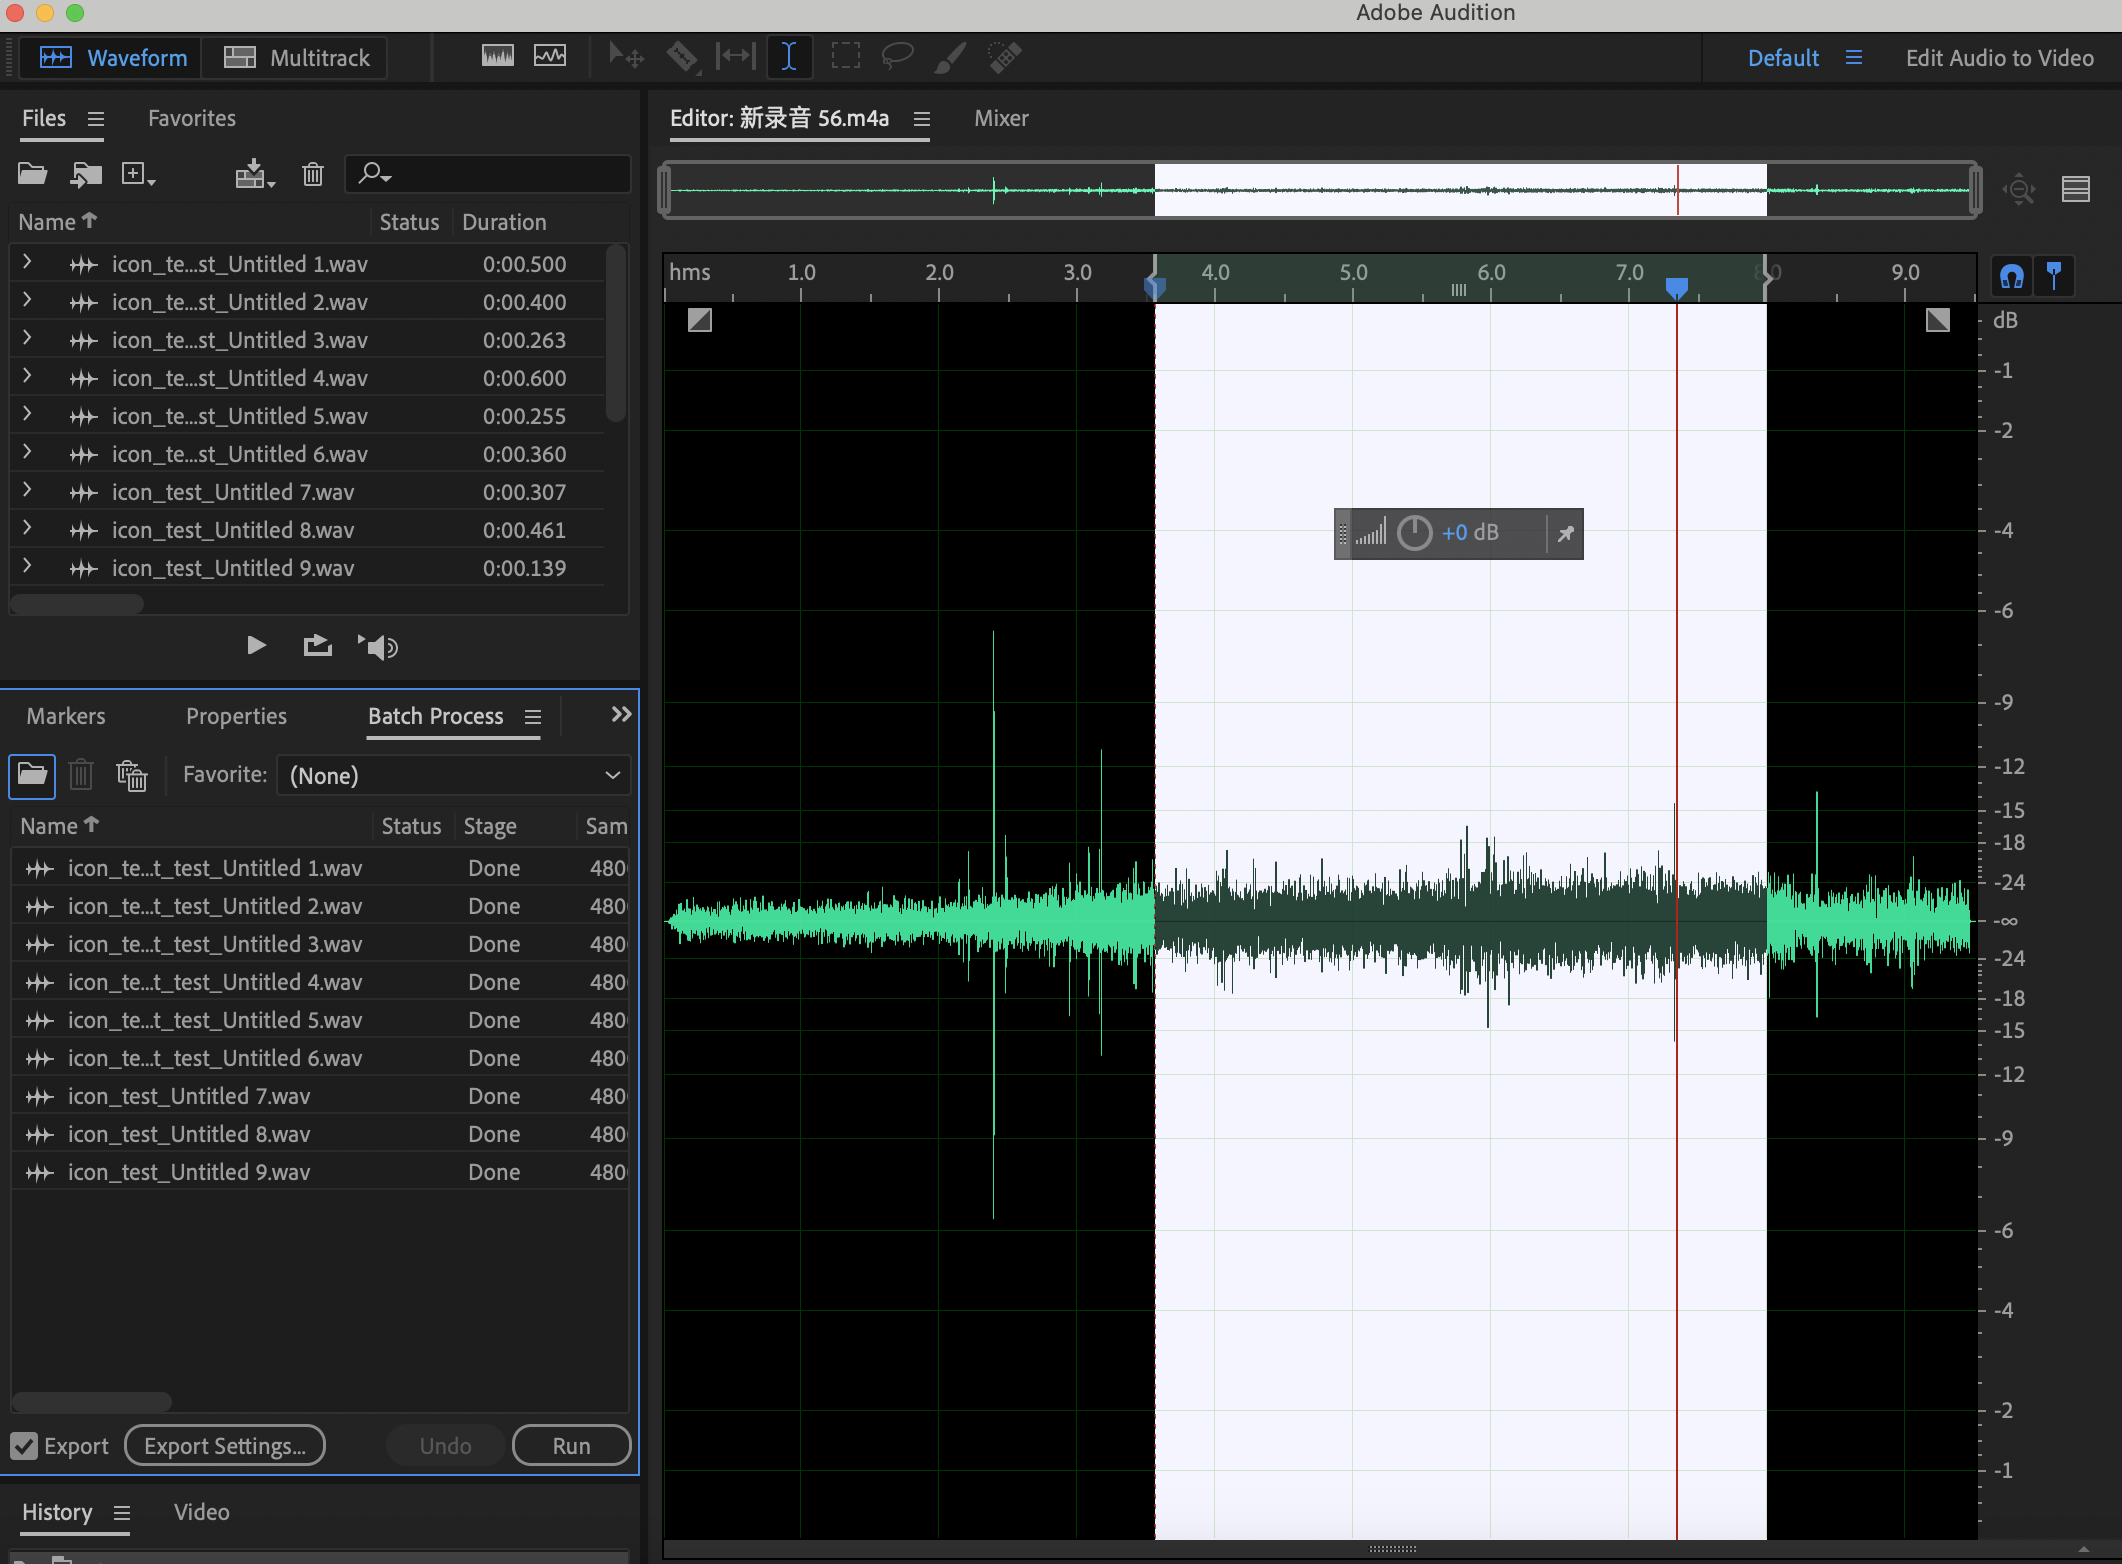 Adobe Audition
Waveform Multitrack Default Edit Audio to Video
Files Favorites
Name Status Duration
icon_te...st_Untitled 1.wav 0:00.500
icon_te...st_Untitled 2.wav 0:00.400
icon_te...st_Untitled 3.wav 0:00.263
icon_te...st_Untitled 4.wav 0:00.600
icon_te...st_Untitled 5.wav 0:00.255
icon_te...st_Untitled 6.wav 0:00.360
icon_test_Untitled 7.wav 0:00.307
icon_test_Untitled 8.wav 0:00.461
icon_test_Untitled 9.wav 0:00.139
Markers Properties Batch Process
Favorite: (None)
Name Status Stage Sam
icon_te...t_test_Untitled 1.wav Done 480
icon_te...t_test_Untitled 2.wav Done 480
icon_te...t_test_Untitled 3.wav Done 480
icon_te...t_test_Untitled 4.wav Done 480
icon_te...t_test_Untitled 5.wav Done 480
icon_te...t_test_Untitled 6.wav Done 480
icon_test_Untitled 7.wav Done 480
icon_test_Untitled 8.wav Done 480
icon_test_Untitled 9.wav Done 480
Export Export Settings... Undo Run
History Video
Editor: 新录音 56.m4a Mixer
hms 1.0 2.0 3.0 4.0 5.0 6.0 7.0 8.0 9.0
+0 dB
dB
-1
-2
-4
-6
-9
-12
-15
-18
-24
-∞
-24
-18
-15
-12
-9
-6
-4
-2
-1